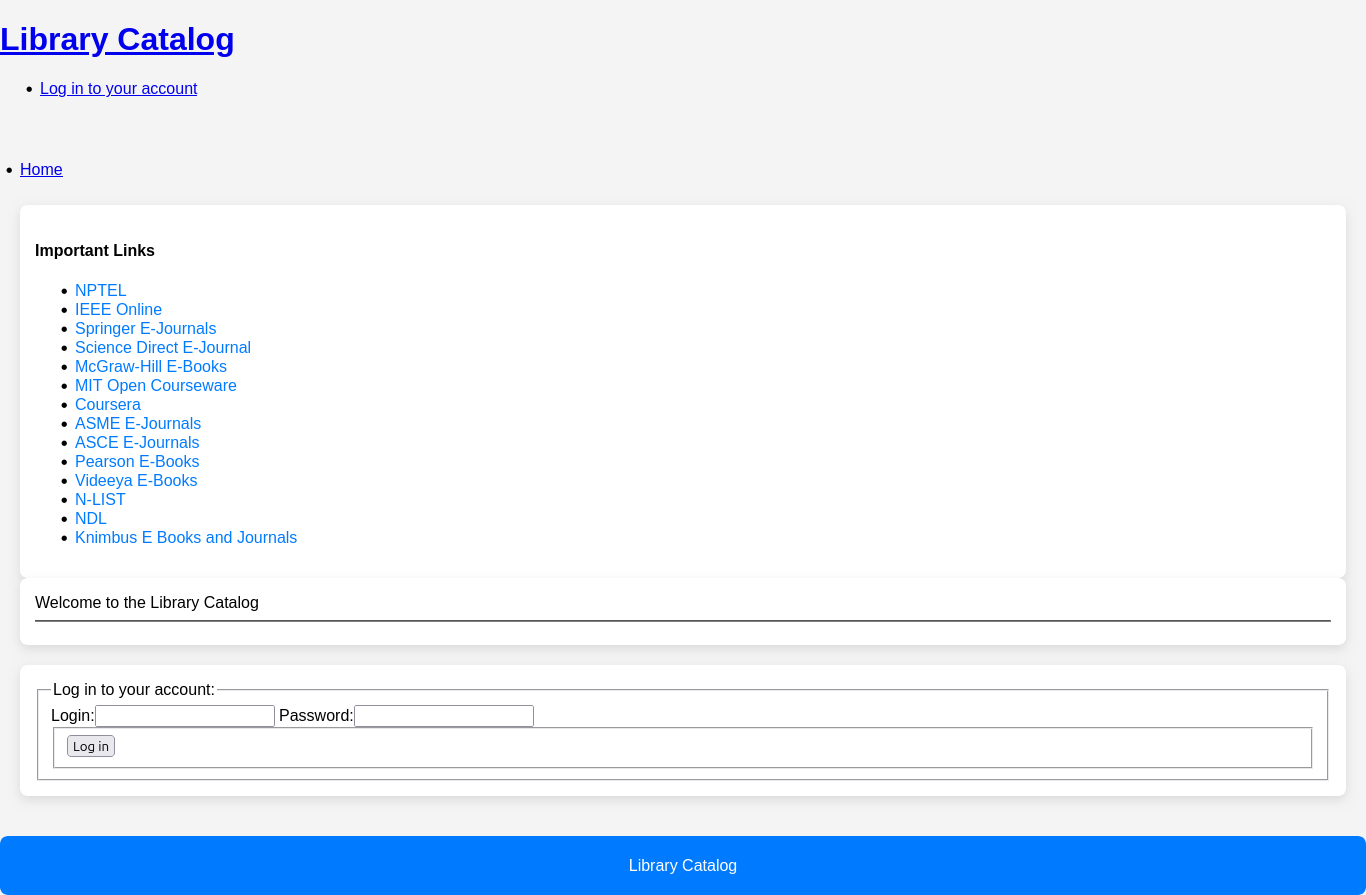 Library Catalog
Log in to your account
Home
Important Links
NPTEL
IEEE Online
Springer E-Journals
Science Direct E-Journal
McGraw-Hill E-Books
MIT Open Courseware
Coursera
ASME E-Journals
ASCE E-Journals
Pearson E-Books
Videeya E-Books
N-LIST
NDL
Knimbus E Books and Journals
Welcome to the Library Catalog
Log in to your account:
Login: Password:
Log in
Library Catalog